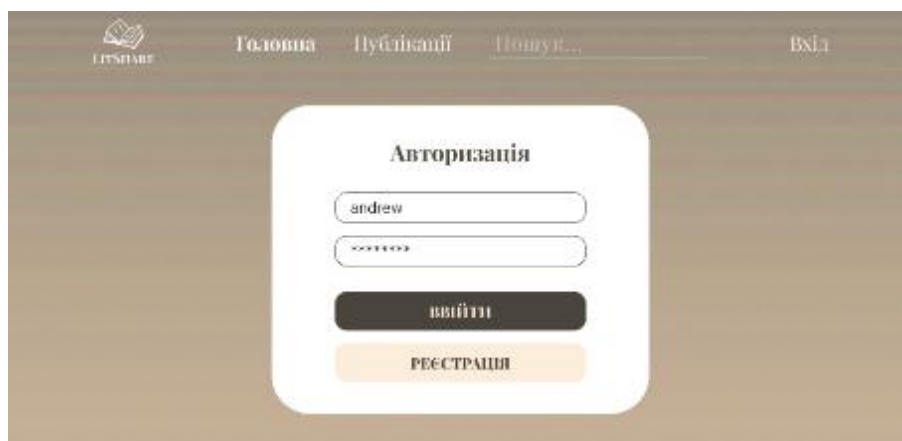 LITSHARE
Головна Публікації Пошук... Вхід
Авторизація
andrew
********
ВВІЙТИ
РЕЄСТРАЦІЯ